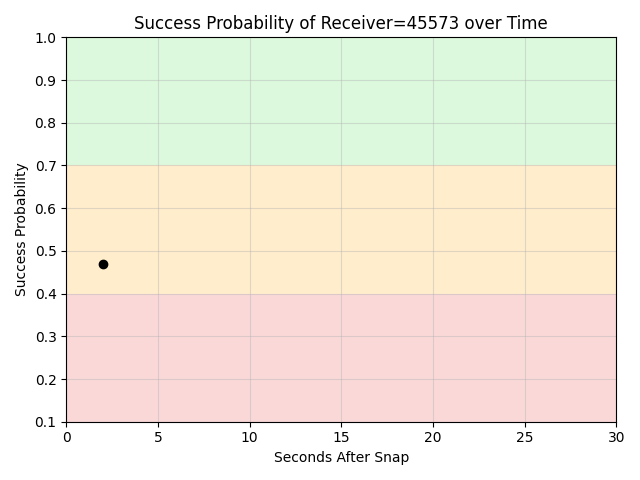 Success Probability of Receiver=45573 over Time
1.0
0.9
0.8
0.7
0.6
0.5
0.4
0.3
0.2
0.1
Success Probability
0 5 10 15 20 25 30
Seconds After Snap